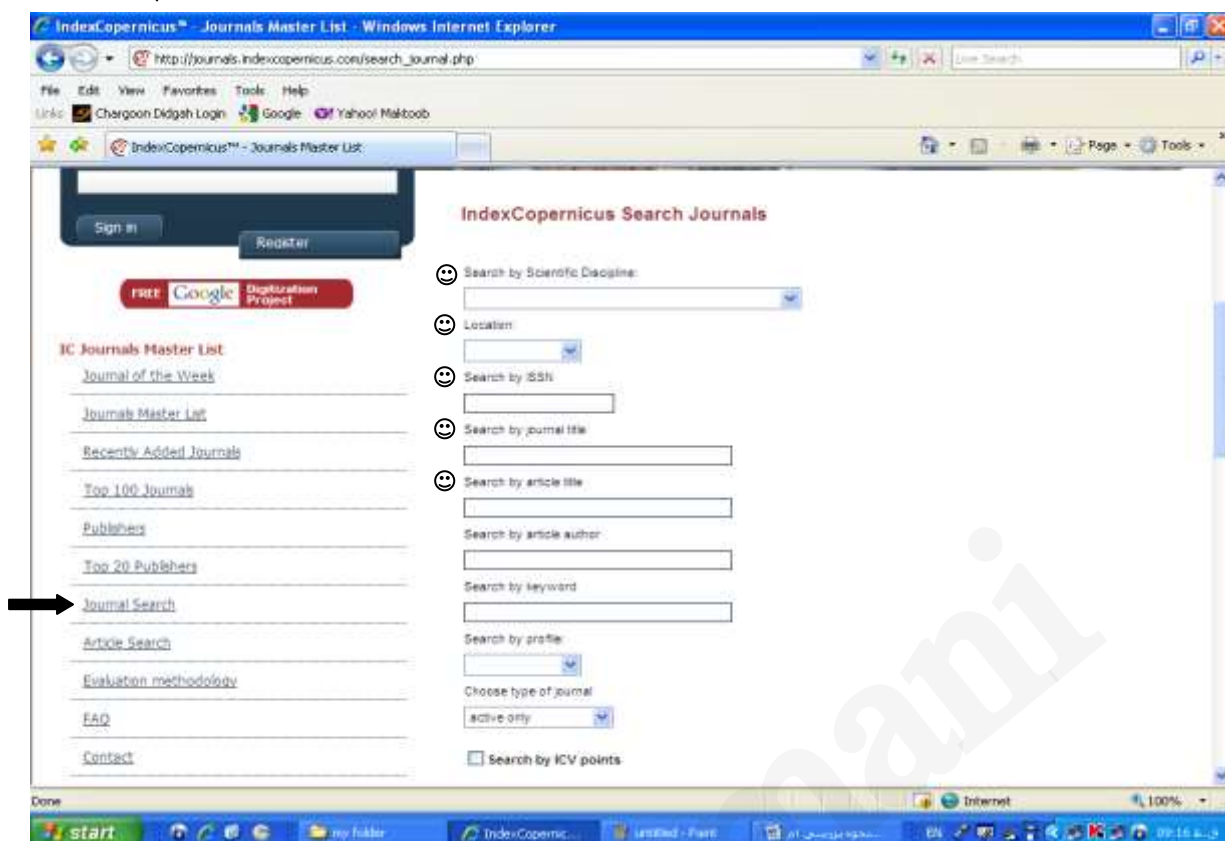 IndexCopernicus™ - Journals Master List - Windows Internet Explorer
http://journals.indexcopernicus.com/search_journal.php
Live Search
File Edit View Favorites Tools Help
Links Chargoon Didgah Login Google Yahoo! Maktoob
IndexCopernicus™ - Journals Master List
Page Tools
Sign in
Register
FREE Google Digitization Project
IC Journals Master List
Journal of the Week
Journals Master List
Recently Added Journals
Top 100 Journals
Publishers
Top 20 Publishers
Journal Search
Article Search
Evaluation methodology
FAQ
Contact
IndexCopernicus Search Journals
Search by Scientific Discipline:
Location:
Search by ISSN
Search by journal title
Search by article title
Search by article author
Search by keyword
Search by profile:
Choose type of journal
active only
Search by ICV points
Done
Internet
100%
start
my folder
IndexCopernic...
untitled - Paint
EN
09:16
mani